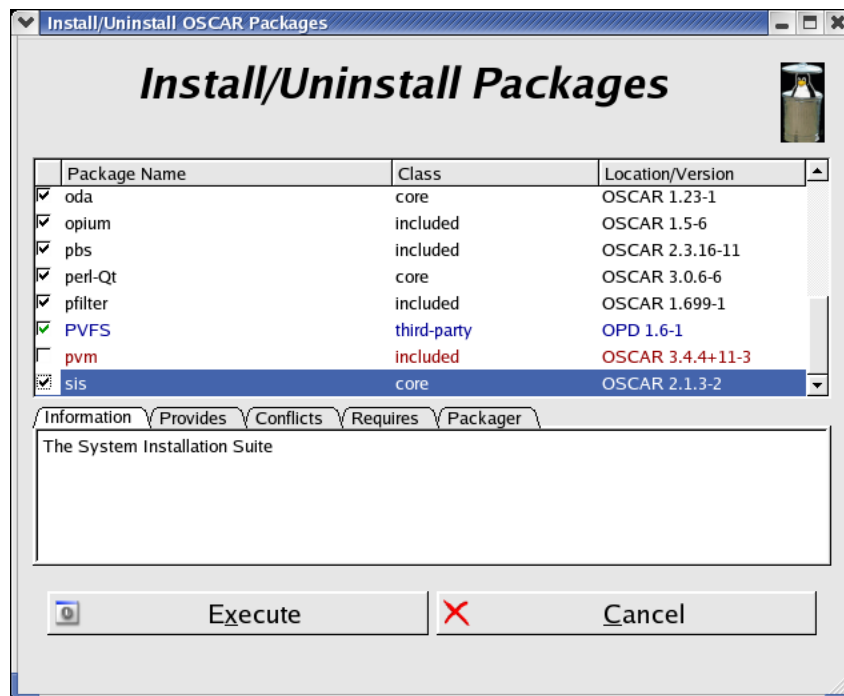 Install/Uninstall OSCAR Packages
Install/Uninstall Packages
Package Name Class Location/Version
oda core OSCAR 1.23-1
opium included OSCAR 1.5-6
pbs included OSCAR 2.3.16-11
perl-Qt core OSCAR 3.0.6-6
pfilter included OSCAR 1.699-1
PVFS third-party OPD 1.6-1
pvm included OSCAR 3.4.4+11-3
sis core OSCAR 2.1.3-2
Information Provides Conflicts Requires Packager
The System Installation Suite
Execute Cancel